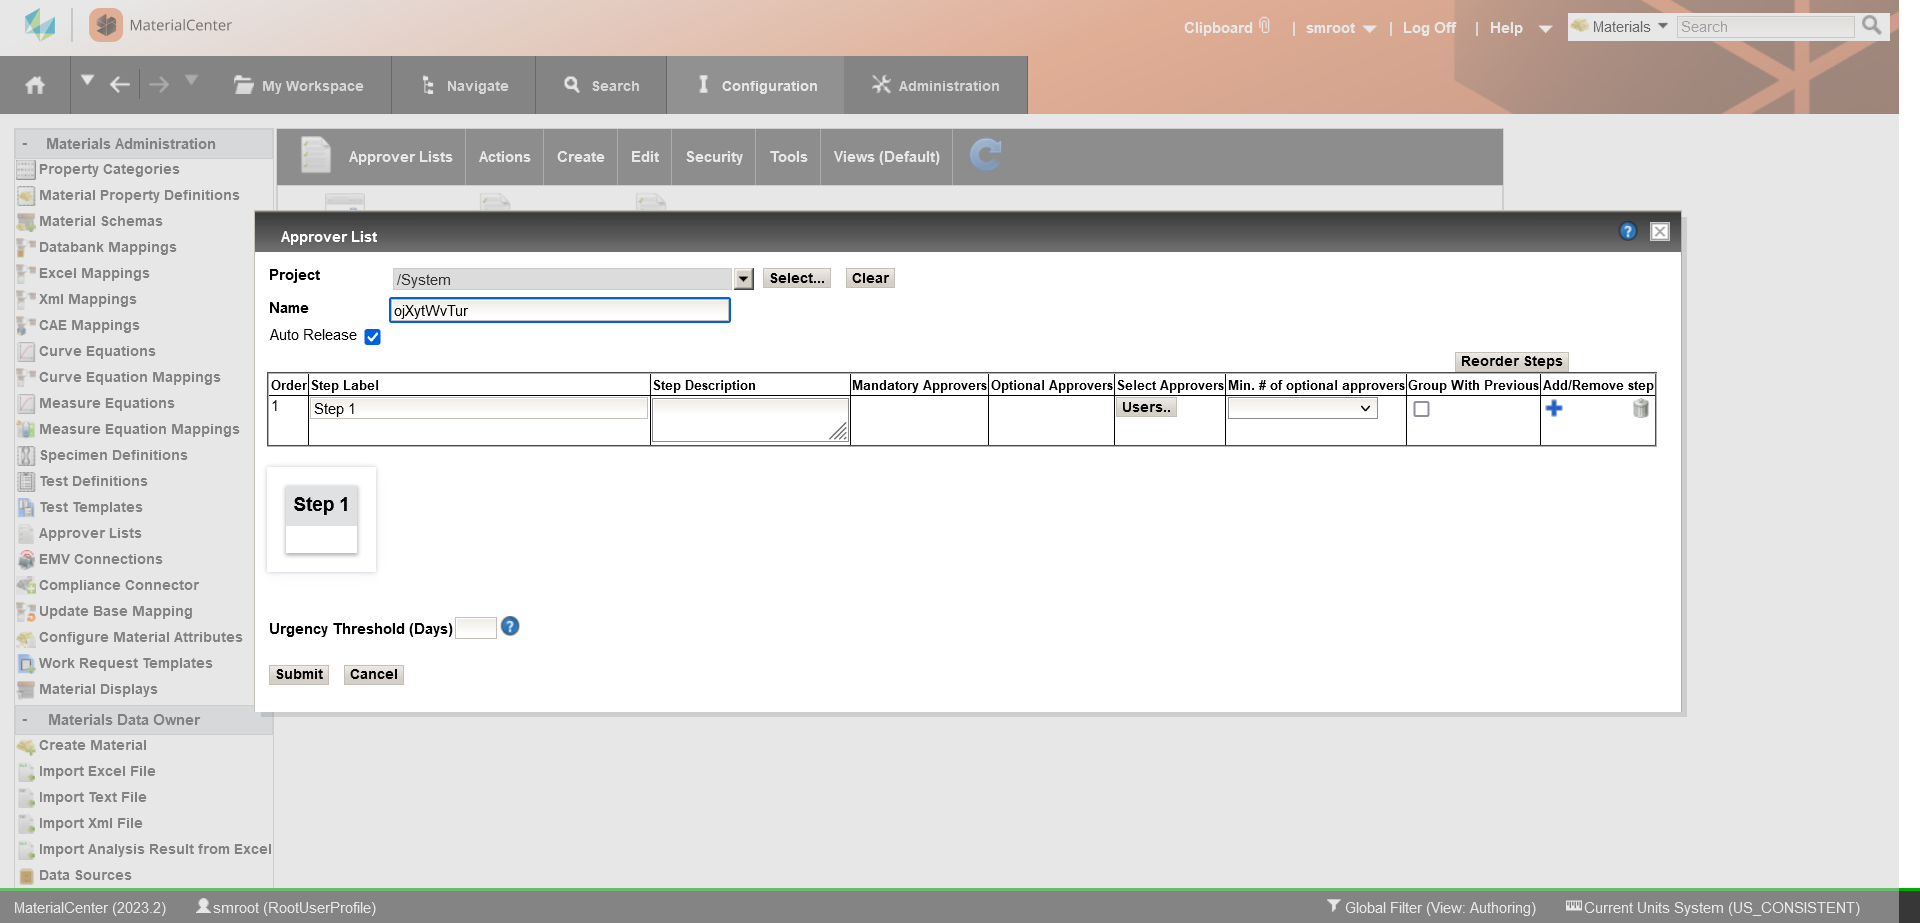 MaterialCenter
Clipboard | smroot | Log Off | Help
Materials Search
My Workspace Navigate Search Configuration Administration
- Materials Administration
Property Categories
Material Property Definitions
Material Schemas
Databank Mappings
Excel Mappings
Xml Mappings
CAE Mappings
Curve Equations
Curve Equation Mappings
Measure Equations
Measure Equation Mappings
Specimen Definitions
Test Definitions
Test Templates
Approver Lists
EMV Connections
Compliance Connector
Update Base Mapping
Configure Material Attributes
Work Request Templates
Material Displays
- Materials Data Owner
Create Material
Import Excel File
Import Text File
Import Xml File
Import Analysis Result from Excel
Data Sources
Approver Lists Actions Create Edit Security Tools Views (Default)
Approver List
Project /System Select... Clear
Name ojXytWvTur
Auto Release
Reorder Steps
Order Step Label Step Description Mandatory Approvers Optional Approvers Select Approvers Min. # of optional approvers Group With Previous Add/Remove step
1 Step 1 Users..
Step 1
Urgency Threshold (Days)
Submit Cancel
MaterialCenter (2023.2) smroot (RootUserProfile) Global Filter (View: Authoring) Current Units System (US_CONSISTENT)